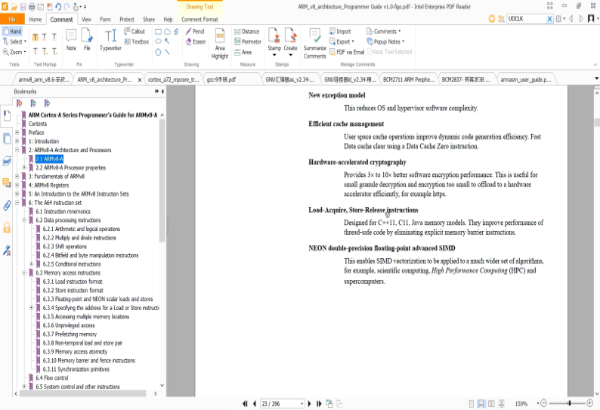 Drawing Tool
ARM_v8_architecture_Programmer Guide v1.0-figs.pdf - Intel Enterprise PDF Reader
File Home Comment View Form Protect Share Help Comment Format
UDCLK
Hand
Select
Zoom
Tools
Text Markup
Note
File
Typewriter
Callout
Textbox
Typewriter
Pin
Comment
Pencil
Eraser
Drawing
Area
Highlight
Distance
Perimeter
Area
Measure
Stamp
Create
Stamps
Summarize
Comments
Import
Export
PDF via Email
Comments
Popup Notes
Keep Tool Selected
Manage Comments
ARM_v8_architecture_Pr...
cortex_a72_mpcore_tr...
BCM2711 ARM Periphe...
armasm_user_guide.p...
Bookmarks
ARM Cortex-A Series Programmer's Guide for ARMv8-A
Contents
Preface
1: Introduction
2: ARMv8-A Architecture and Processors
2.1 ARMv8-A
2.2 ARMv8-A Processor properties
3: Fundamentals of ARMv8
4: ARMv8 Registers
5: An Introduction to the ARMv8 Instruction Sets
6: The A64 instruction set
6.1 Instruction mnemonics
6.2 Data processing instructions
6.2.1 Arithmetic and logical operations
6.2.2 Multiply and divide instructions
6.2.3 Shift operations
6.2.4 Bitfield and byte manipulation instructions
6.2.5 Conditional instructions
6.3 Memory access instructions
6.3.1 Load instruction format
6.3.2 Store instruction format
6.3.3 Floating-point and NEON scalar loads and stores
6.3.4 Specifying the address for a Load or Store instructi
6.3.5 Accessing multiple memory locations
6.3.6 Unprivileged access
6.3.7 Prefetching memory
6.3.8 Non-temporal load and store pair
6.3.9 Memory access atomicity
6.3.10 Memory barrier and fence instructions
6.3.11 Synchronization primitives
6.4 Flow control
6.5 System control and other instructions
New exception model
This reduces OS and hypervisor software complexity.
Efficient cache management
User space cache operations improve dynamic code generation efficiency. Fast
Data cache clear using a Data Cache Zero instruction.
Hardware-accelerated cryptography
Provides 3× to 10× better software encryption performance. This is useful for
small granule decryption and encryption too small to offload to a hardware
accelerator efficiently, for example https.
Load-Acquire, Store-Release instructions
Designed for C++11, C11, Java memory models. They improve performance of
thread-safe code by eliminating explicit memory barrier instructions.
NEON double-precision floating-point advanced SIMD
This enables SIMD vectorization to be applied to a much wider set of algorithms,
for example, scientific computing, High Performance Computing (HPC) and
supercomputers.
23 / 296
150%